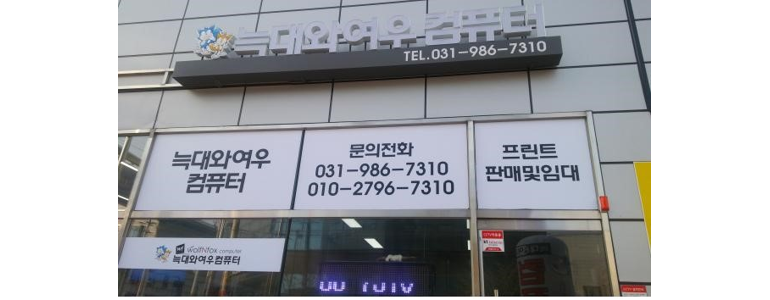 늑대와여우컴퓨터
TEL.031-986-7310
늑대와여우
컴퓨터
문의전화
031-986-7310
010-2796-7310
프린트
판매및임대
wolfnfox computer
늑대와여우컴퓨터